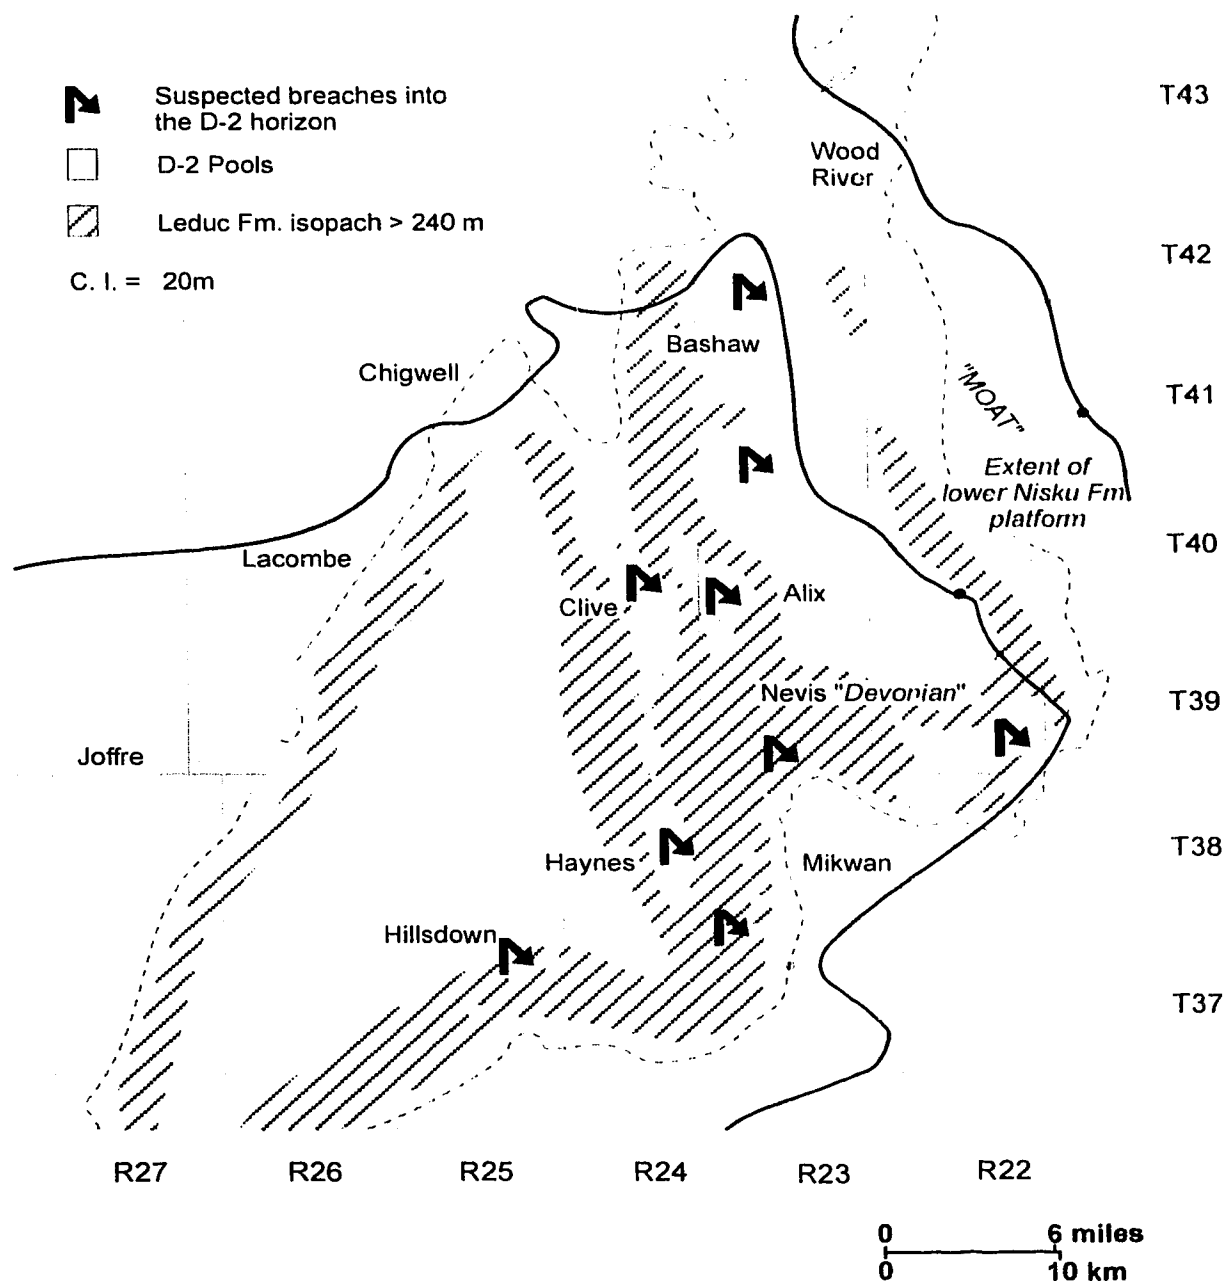 Suspected breaches into
the D-2 horizon
D-2 Pools
Leduc Fm. isopach > 240 m
C. I. = 20m
T43
Wood
River
T42
Bashaw
Chigwell
T41
"MOAT"
Extent of
lower Nisku Fm.
platform
T40
Lacombe
Clive
Alix
Nevis "Devonian"
T39
Joffre
T38
Haynes
Mikwan
Hillsdown
T37
R27
R26
R25
R24
R23
R22
0 6 miles
0 10 km